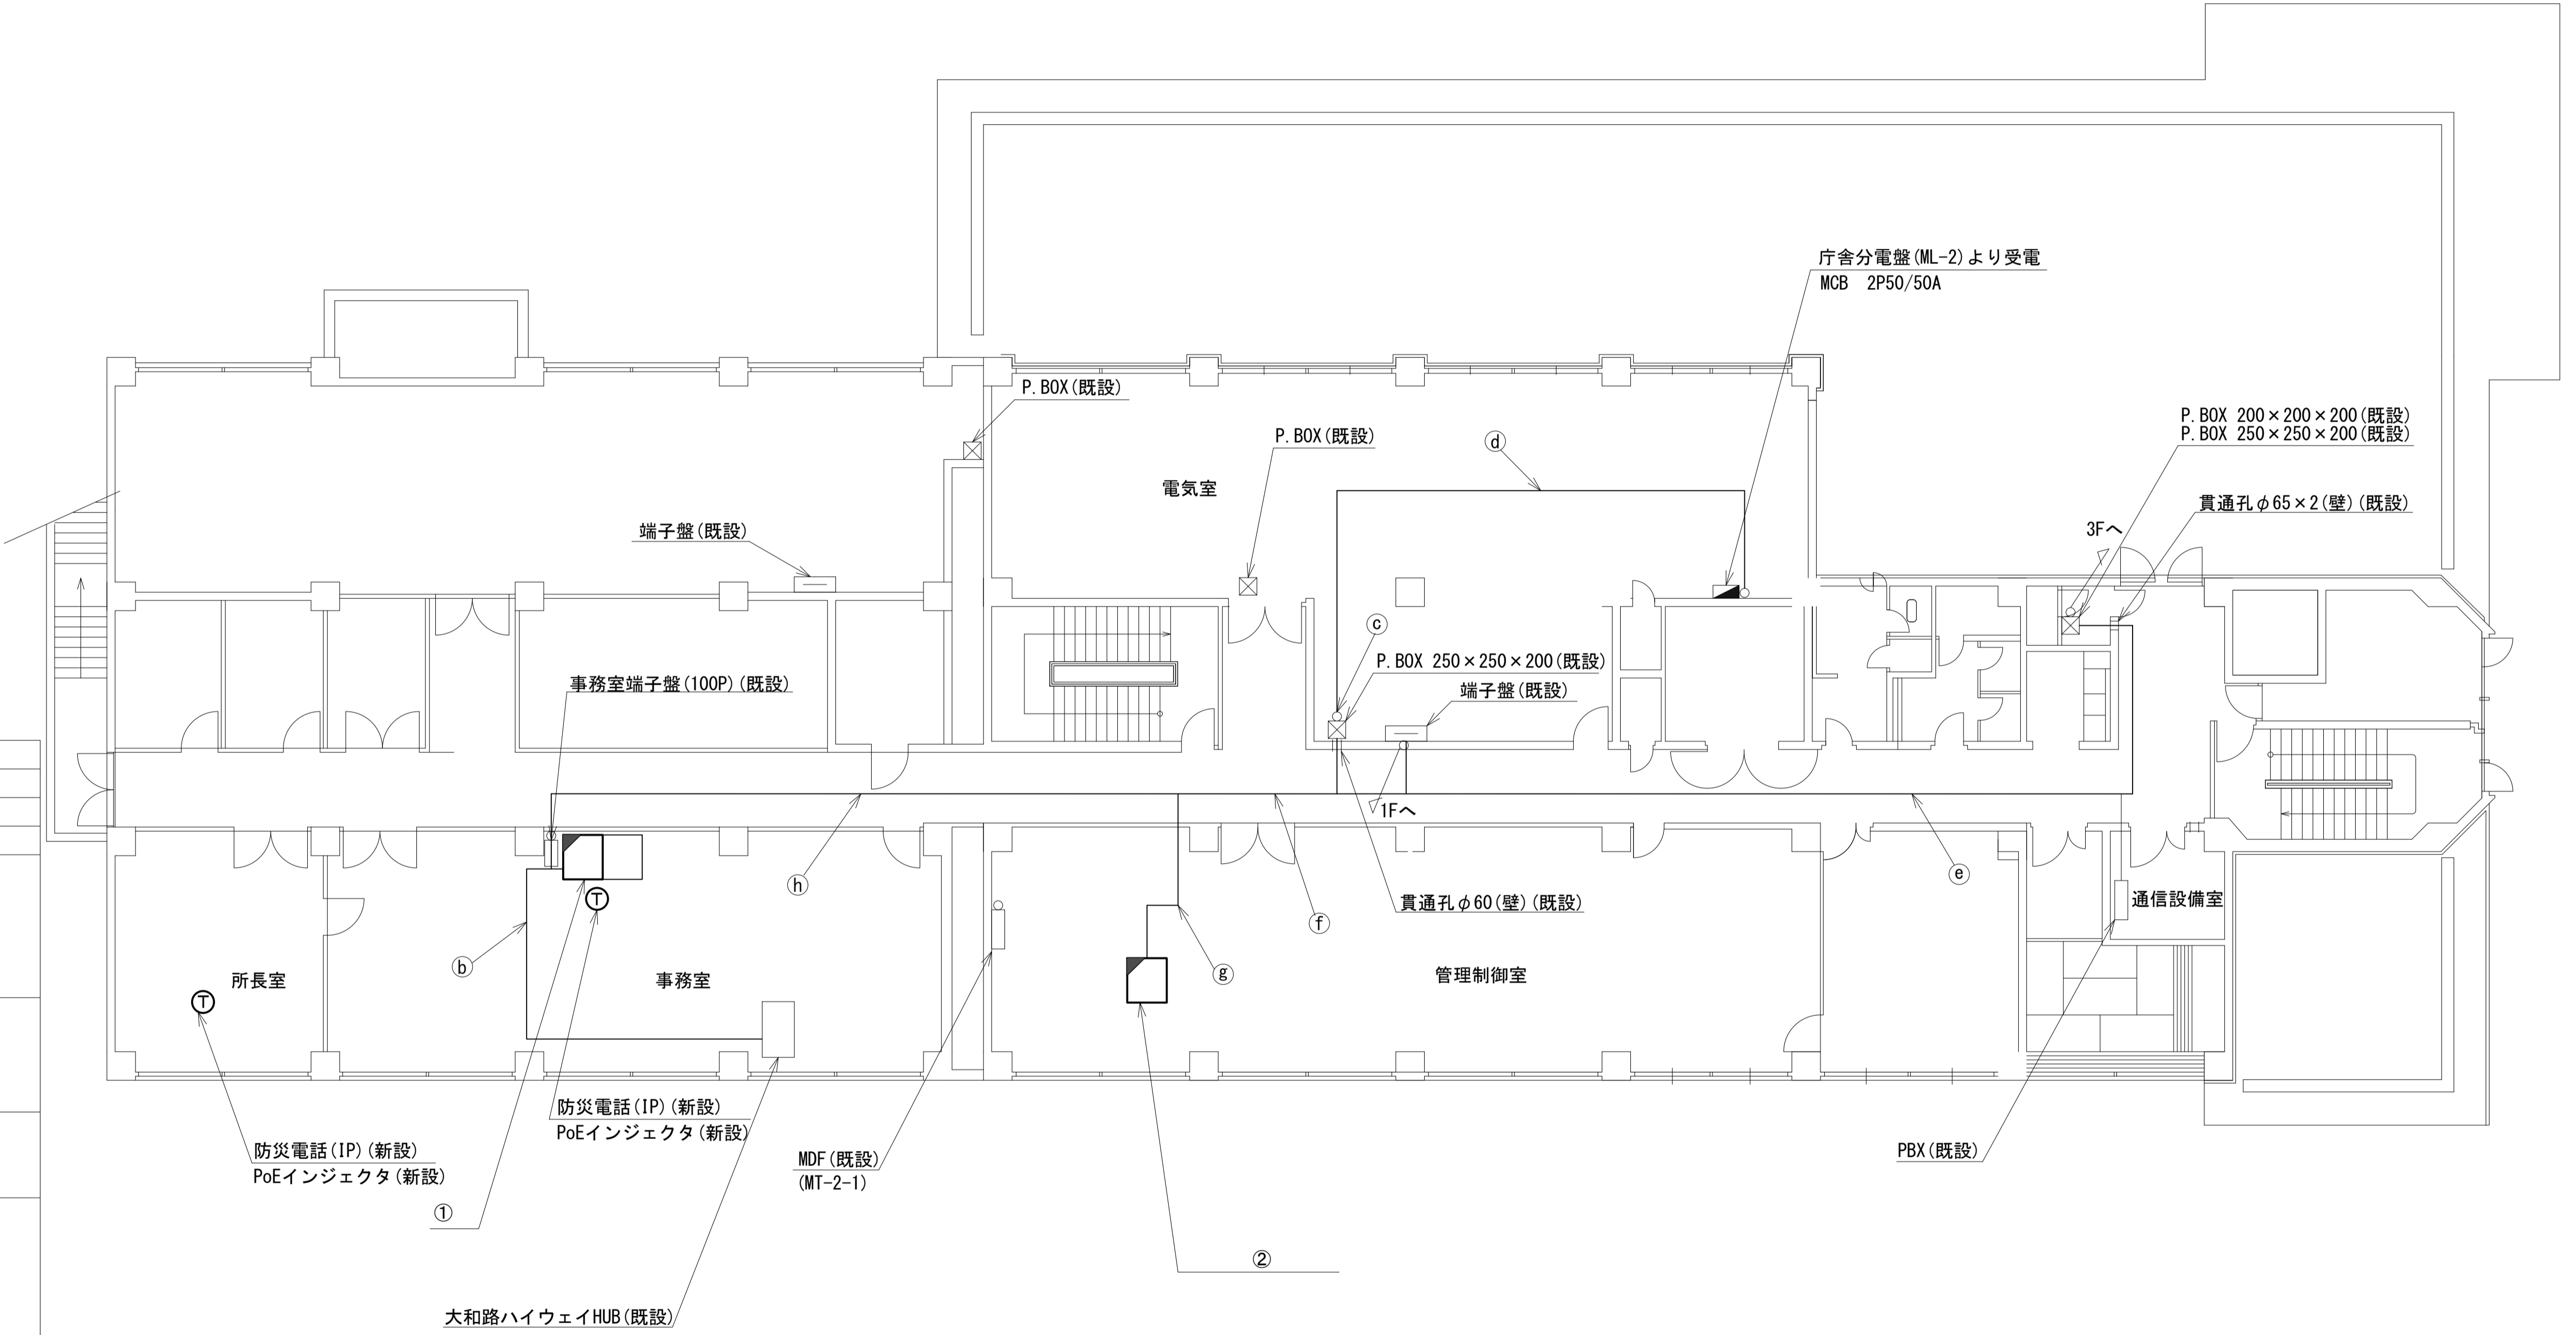 庁舎分電盤(ML-2)より受電
MCB 2P50/50A
P.BOX(既設)
P.BOX(既設)
ⓓ
P.BOX 200×200×200(既設)
P.BOX 250×250×200(既設)
電気室
貫通孔φ65×2(壁)(既設)
端子盤(既設)
3Fへ
ⓒ
P.BOX 250×250×200(既設)
事務室端子盤(100P)(既設)
端子盤(既設)
1Fへ
ⓗ
ⓔ
T
貫通孔φ60(壁)(既設)
通信設備室
ⓕ
ⓑ
ⓖ
所長室
事務室
管理制御室
T
防災電話(IP)(新設)
PoEインジェクタ(新設)
防災電話(IP)(新設)
PoEインジェクタ(新設)
MDF(既設)
(MT-2-1)
PBX(既設)
①
②
大和路ハイウェイHUB(既設)